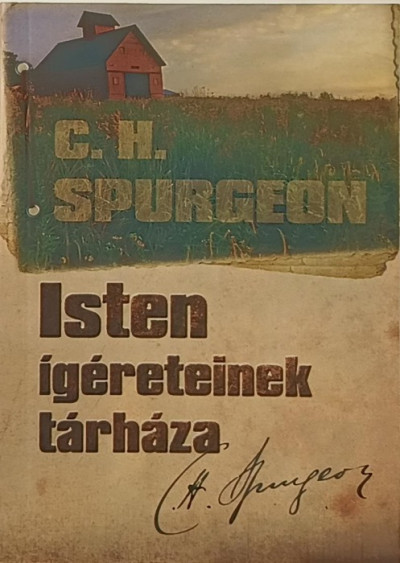 C. H.
SPURGEON
Isten
ígéreteinek
tárháza
C. H. Spurgeon